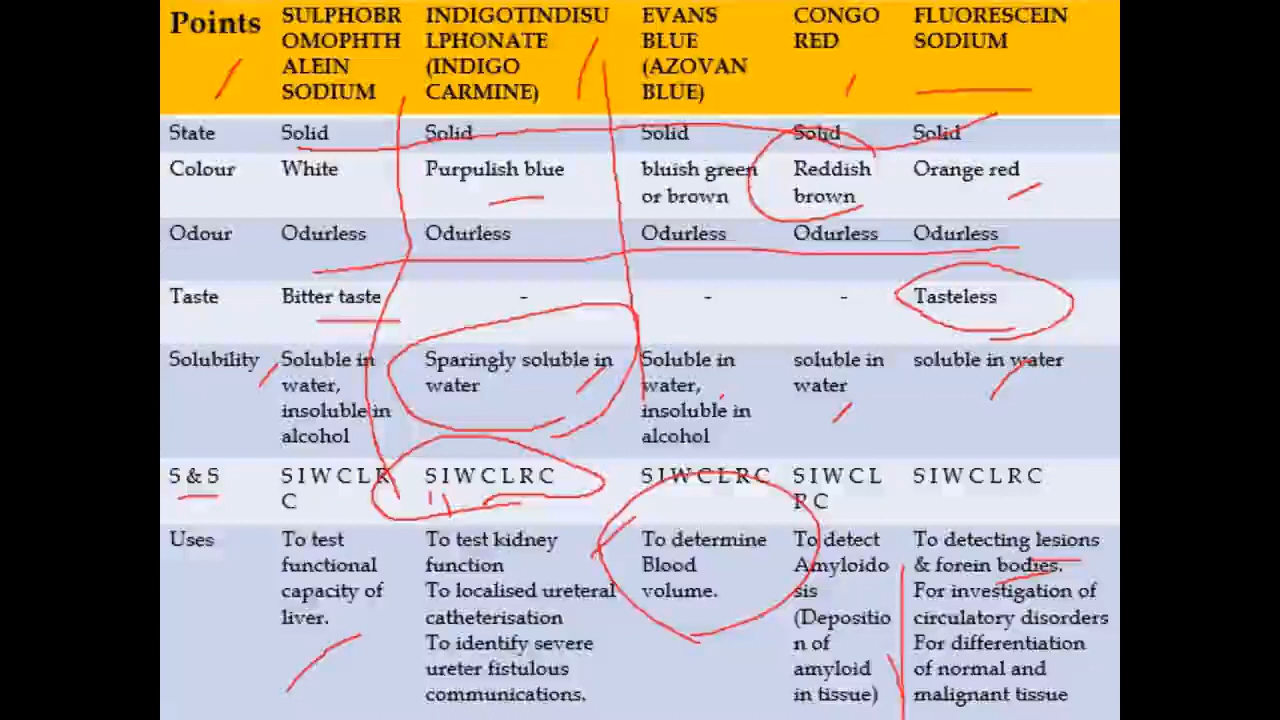 Points
SULPHOBR
OMOPHTH
ALEIN
SODIUM
INDIGOTINDISU
LPHONATE
(INDIGO
CARMINE)
EVANS
BLUE
(AZOVAN
BLUE)
CONGO
RED
FLUORESCEIN
SODIUM
State
Solid
Solid
Solid
Solid
Solid
Colour
White
Purpulish blue
bluish green
or brown
Reddish
brown
Orange red
Odour
Odurless
Odurless
Odurless
Odurless
Odurless
Taste
Bitter taste
-
-
-
Tasteless
Solubility
Soluble in
water,
insoluble in
alcohol
Sparingly soluble in
water
Soluble in
water,
insoluble in
alcohol
soluble in
water
soluble in water
S & S
S I W C L R
C
S I W C L R C
S I W C L R C
S I W C L
R C
S I W C L R C
Uses
To test
functional
capacity of
liver.
To test kidney
function
To localised ureteral
catheterisation
To identify severe
ureter fistulous
communications.
To determine
Blood
volume.
To detect
Amyloido
sis
(Depositio
n of
amyloid
in tissue)
To detecting lesions
& forein bodies.
For investigation of
circulatory disorders
For differentiation
of normal and
malignant tissue